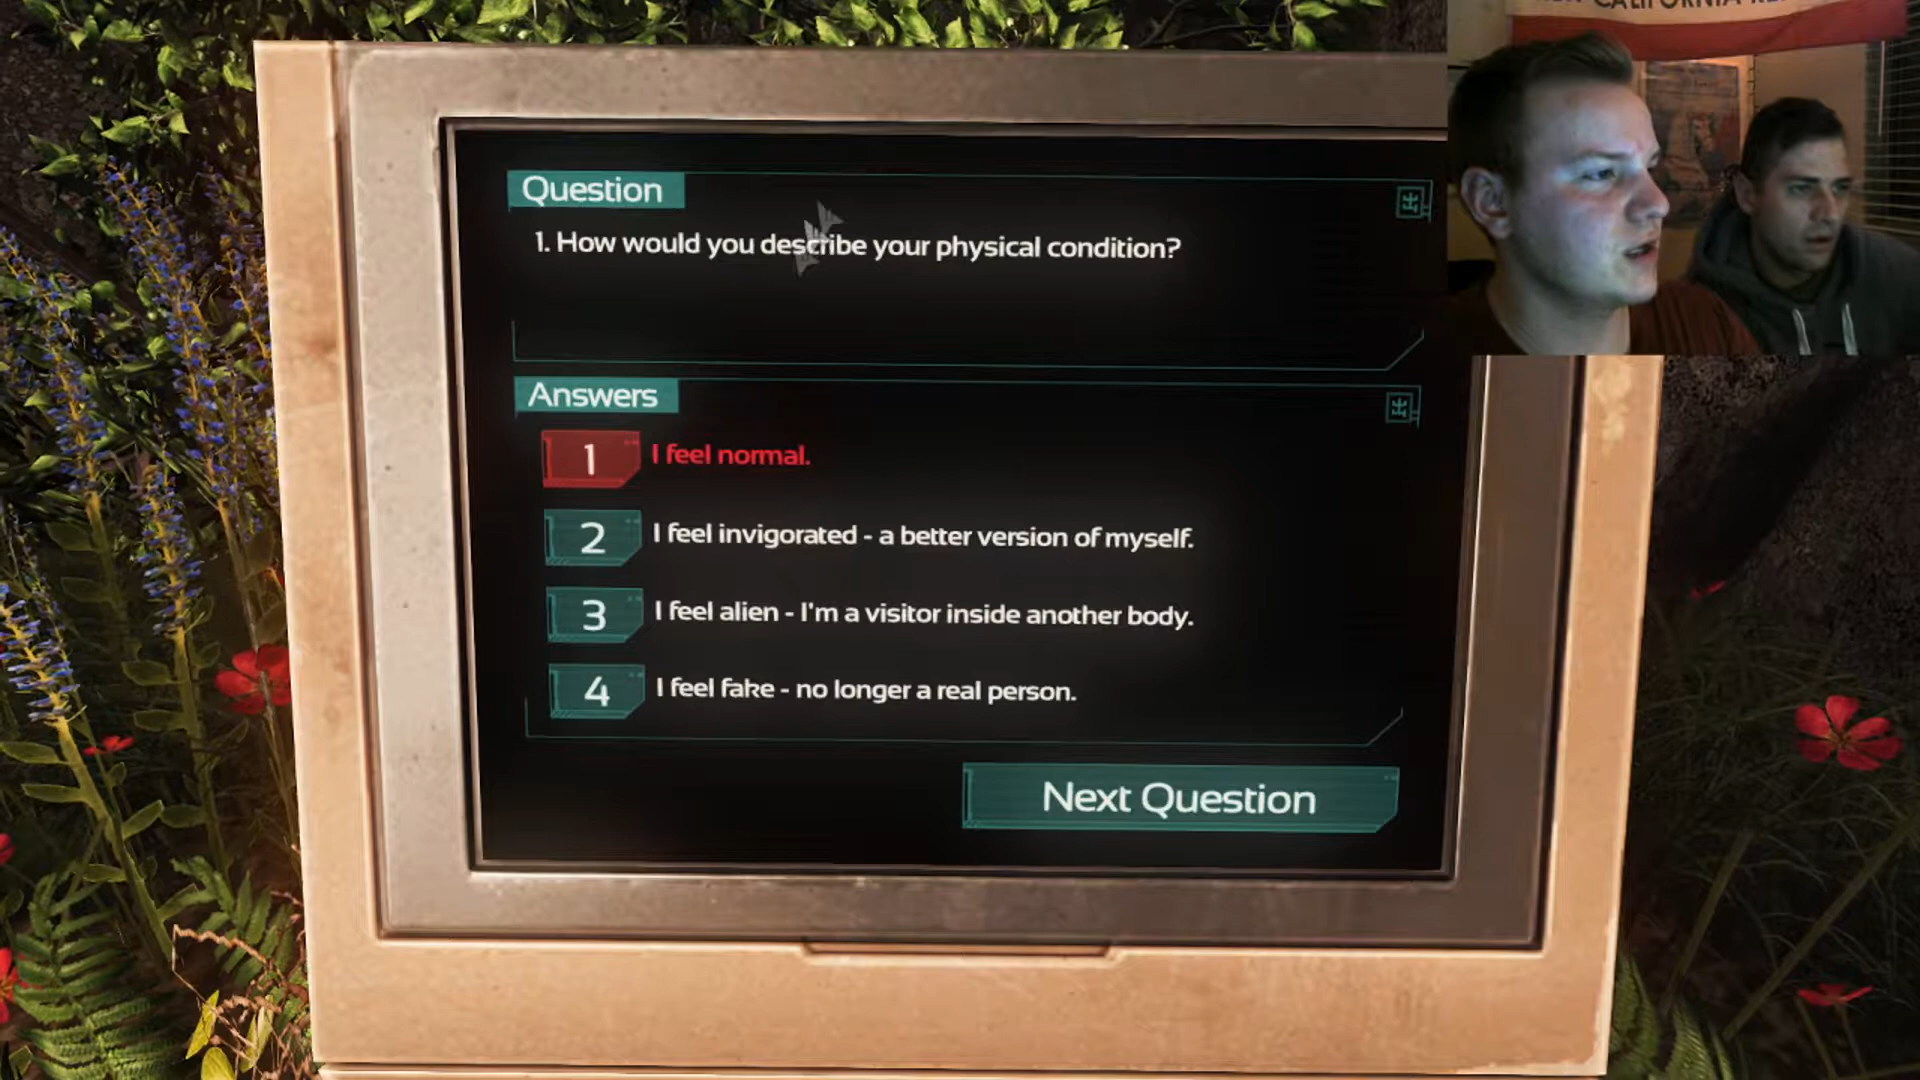 CALIFORNIA
Question
1. How would you describe your physical condition?
Answers
1 I feel normal.
2 I feel invigorated - a better version of myself.
3 I feel alien - I'm a visitor inside another body.
4 I feel fake - no longer a real person.
Next Question